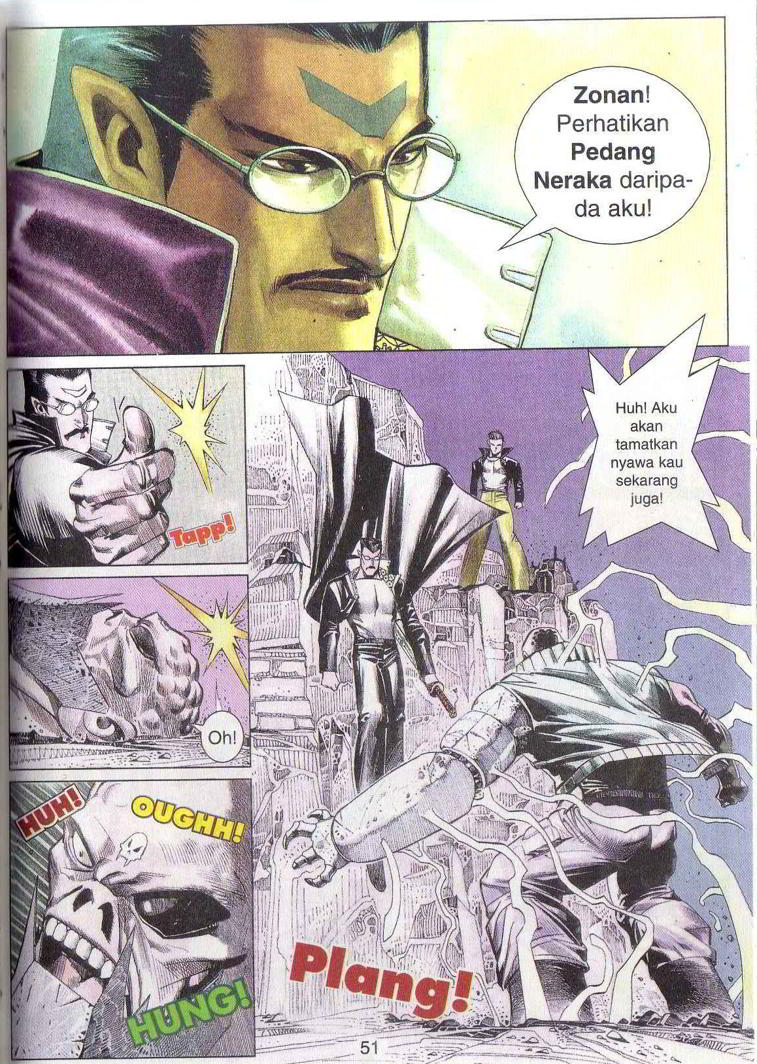 Zonan!
Perhatikan
Pedang
Neraka daripa-
da aku!
Tapp!
Oh!
HUH!
OUGHH!
HUNG!
Huh! Aku
akan
tamatkan
nyawa kau
sekarang
juga!
Plang!
51